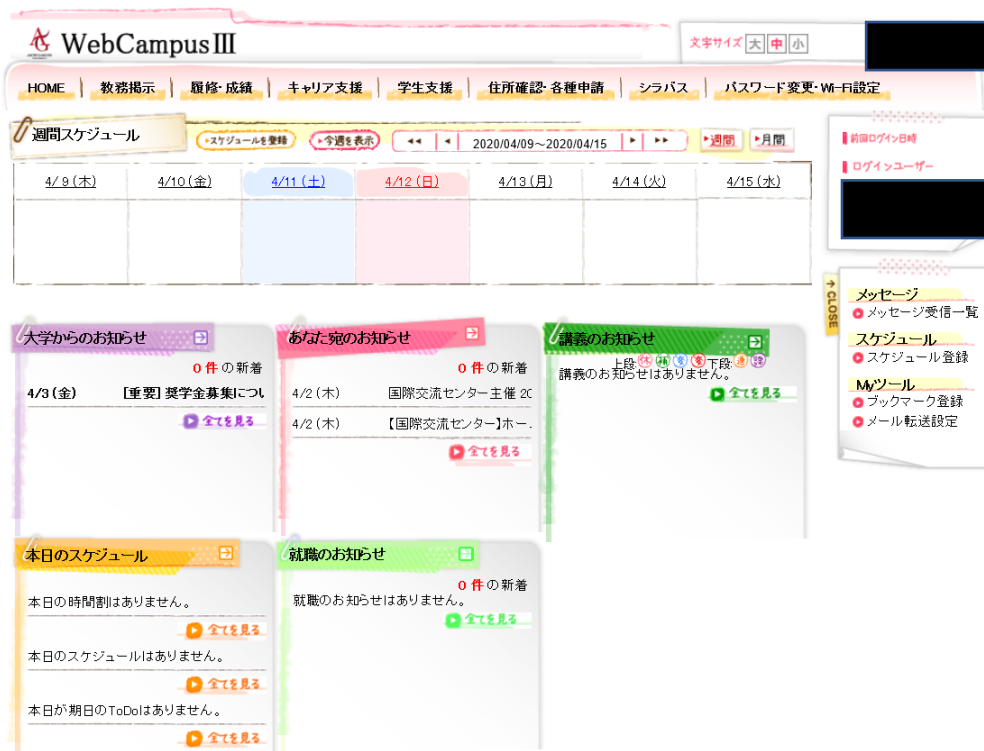 WebCampusⅢ
文字サイズ 大 中 小
HOME 教務掲示 履修・成績 キャリア支援 学生支援 住所確認・各種申請 シラバス パスワード変更・Wi-Fi設定
週間スケジュール
スケジュールを登録 今週を表示 2020/04/09～2020/04/15 週間 月間
4/ 9 (木) 4/10 (金) 4/11 (土) 4/12 (日) 4/13 (月) 4/14 (火) 4/15 (水)
前回ログイン日時
ログインユーザー
CLOSE
メッセージ
メッセージ受信一覧
スケジュール
スケジュール登録
Myツール
ブックマーク登録
メール転送設定
大学からのお知らせ
0 件 の新着
4/3 (金) [重要] 奨学金募集につ
全てを見る
あなた宛のお知らせ
0 件 の新着
4/2 (木) 国際交流センター主催 20
4/2 (木) 【国際交流センター】ホー.
全てを見る
講義のお知らせ
上段: 休 補 下段:
講義のお知らせはありません。
全てを見る
本日のスケジュール
本日の時間割はありません。
全てを見る
本日のスケジュールはありません。
全てを見る
本日が期日のToDoはありません。
全てを見る
就職のお知らせ
0 件 の新着
就職のお知らせはありません。
全てを見る